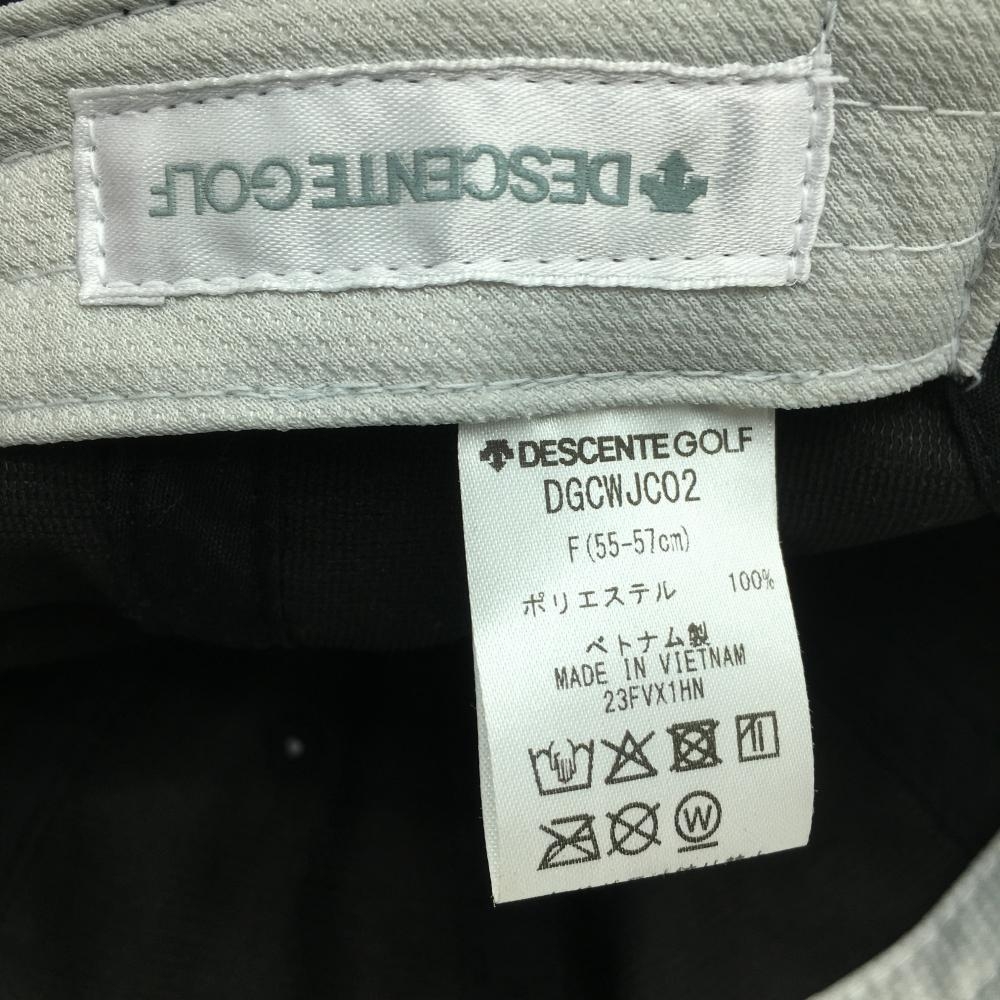 DESCENTE GOLF
DESCENTE GOLF
DGCWJC02
F(55-57cm)
ポリエステル 100%
ベトナム製
MADE IN VIETNAM
23FVX1HN
W